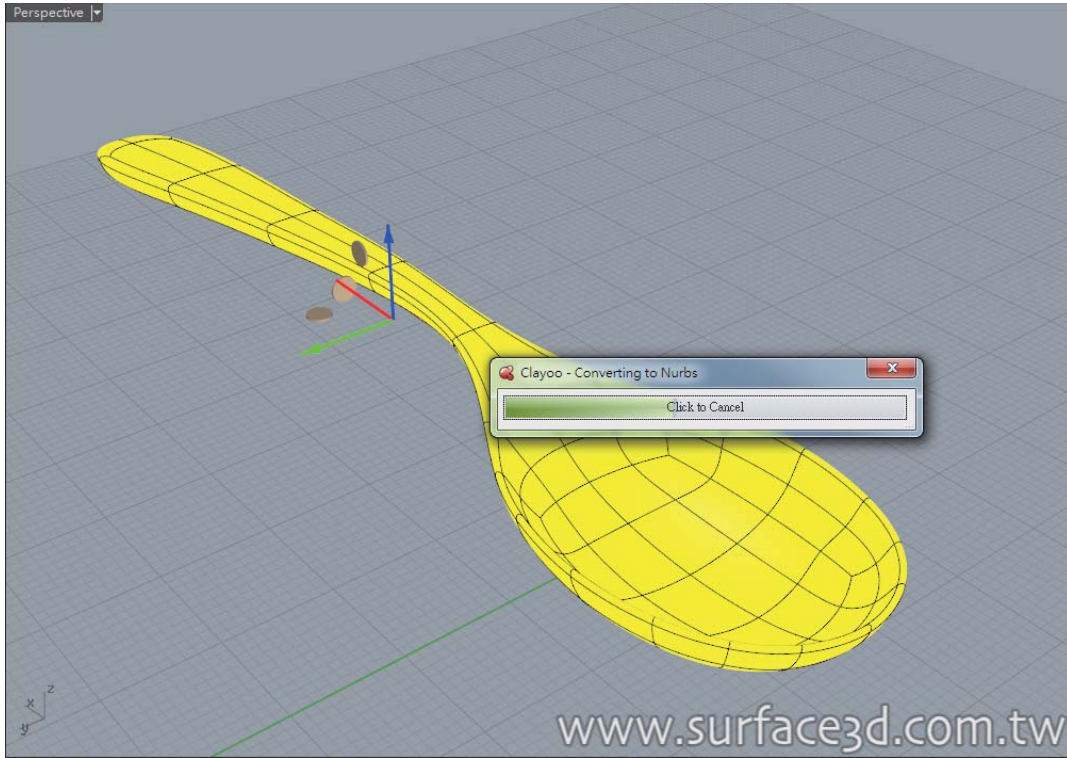 Perspective
Clayoo - Converting to Nurbs
Click to Cancel
z
x
y
www.surface3d.com.tw